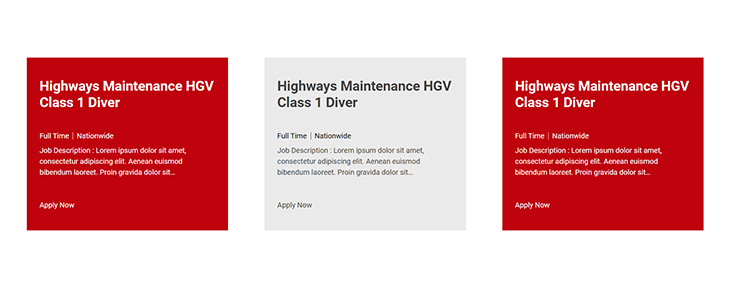 Highways Maintenance HGV
Class 1 Diver
Full Time | Nationwide
Job Description : Lorem ipsum dolor sit amet,
consectetur adipiscing elit. Aenean euismod
bibendum laoreet. Proin gravida dolor sit...
Apply Now
Highways Maintenance HGV
Class 1 Diver
Full Time | Nationwide
Job Description : Lorem ipsum dolor sit amet,
consectetur adipiscing elit. Aenean euismod
bibendum laoreet. Proin gravida dolor sit...
Apply Now
Highways Maintenance HGV
Class 1 Diver
Full Time | Nationwide
Job Description : Lorem ipsum dolor sit amet,
consectetur adipiscing elit. Aenean euismod
bibendum laoreet. Proin gravida dolor sit...
Apply Now